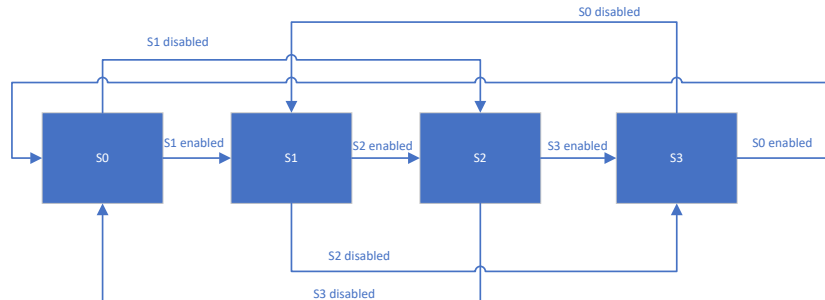 S0 disabled
S1 disabled
S0
S1 enabled
S1
S2 enabled
S2
S3 enabled
S3
S0 enabled
S2 disabled
S3 disabled